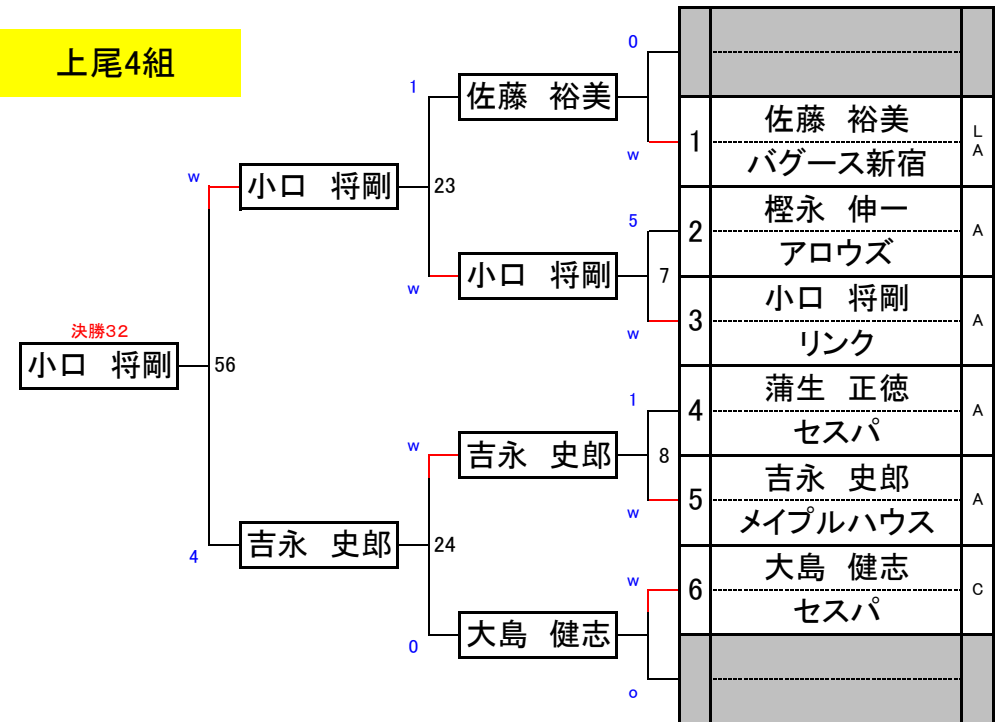 上尾4組
決勝32
小口　将剛
56
w
小口　将剛
23
4
吉永　史郎
24
1
佐藤　裕美
w
小口　将剛
7
w
吉永　史郎
8
0
大島　健志
0
w
5
w
1
w
w
o
1
佐藤　裕美
バグース新宿
L
A
2
樫永　伸一
アロウズ
A
3
小口　将剛
リンク
A
4
蒲生　正徳
セスパ
A
5
吉永　史郎
メイプルハウス
A
6
大島　健志
セスパ
C